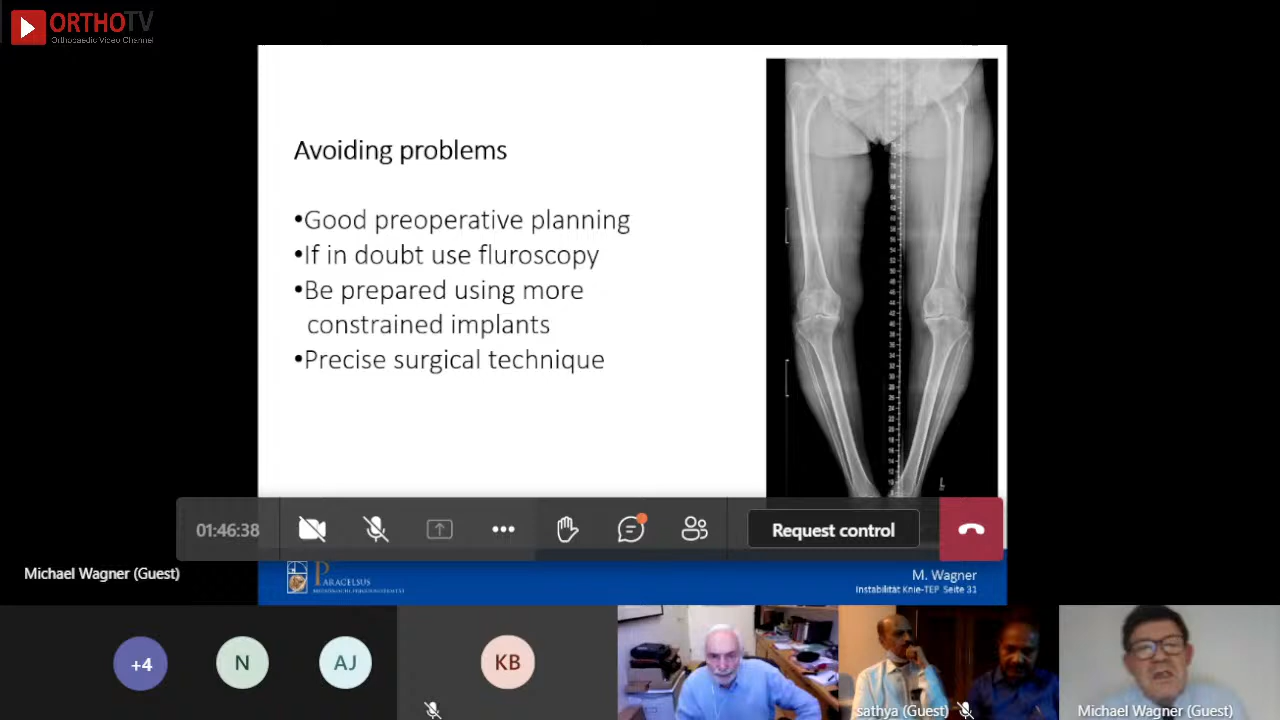 ORTHOTV
Orthopaedic Video Channel
Avoiding problems
•Good preoperative planning
•If in doubt use fluroscopy
•Be prepared using more
constrained implants
•Precise surgical technique
L
01:46:38
Request control
Michael Wagner (Guest)
PARACELSUS
M. Wagner
Instabilität Knie-TEP Seite 31
+4
N
AJ
KB
sathya (Guest)
Michael Wagner (Guest)